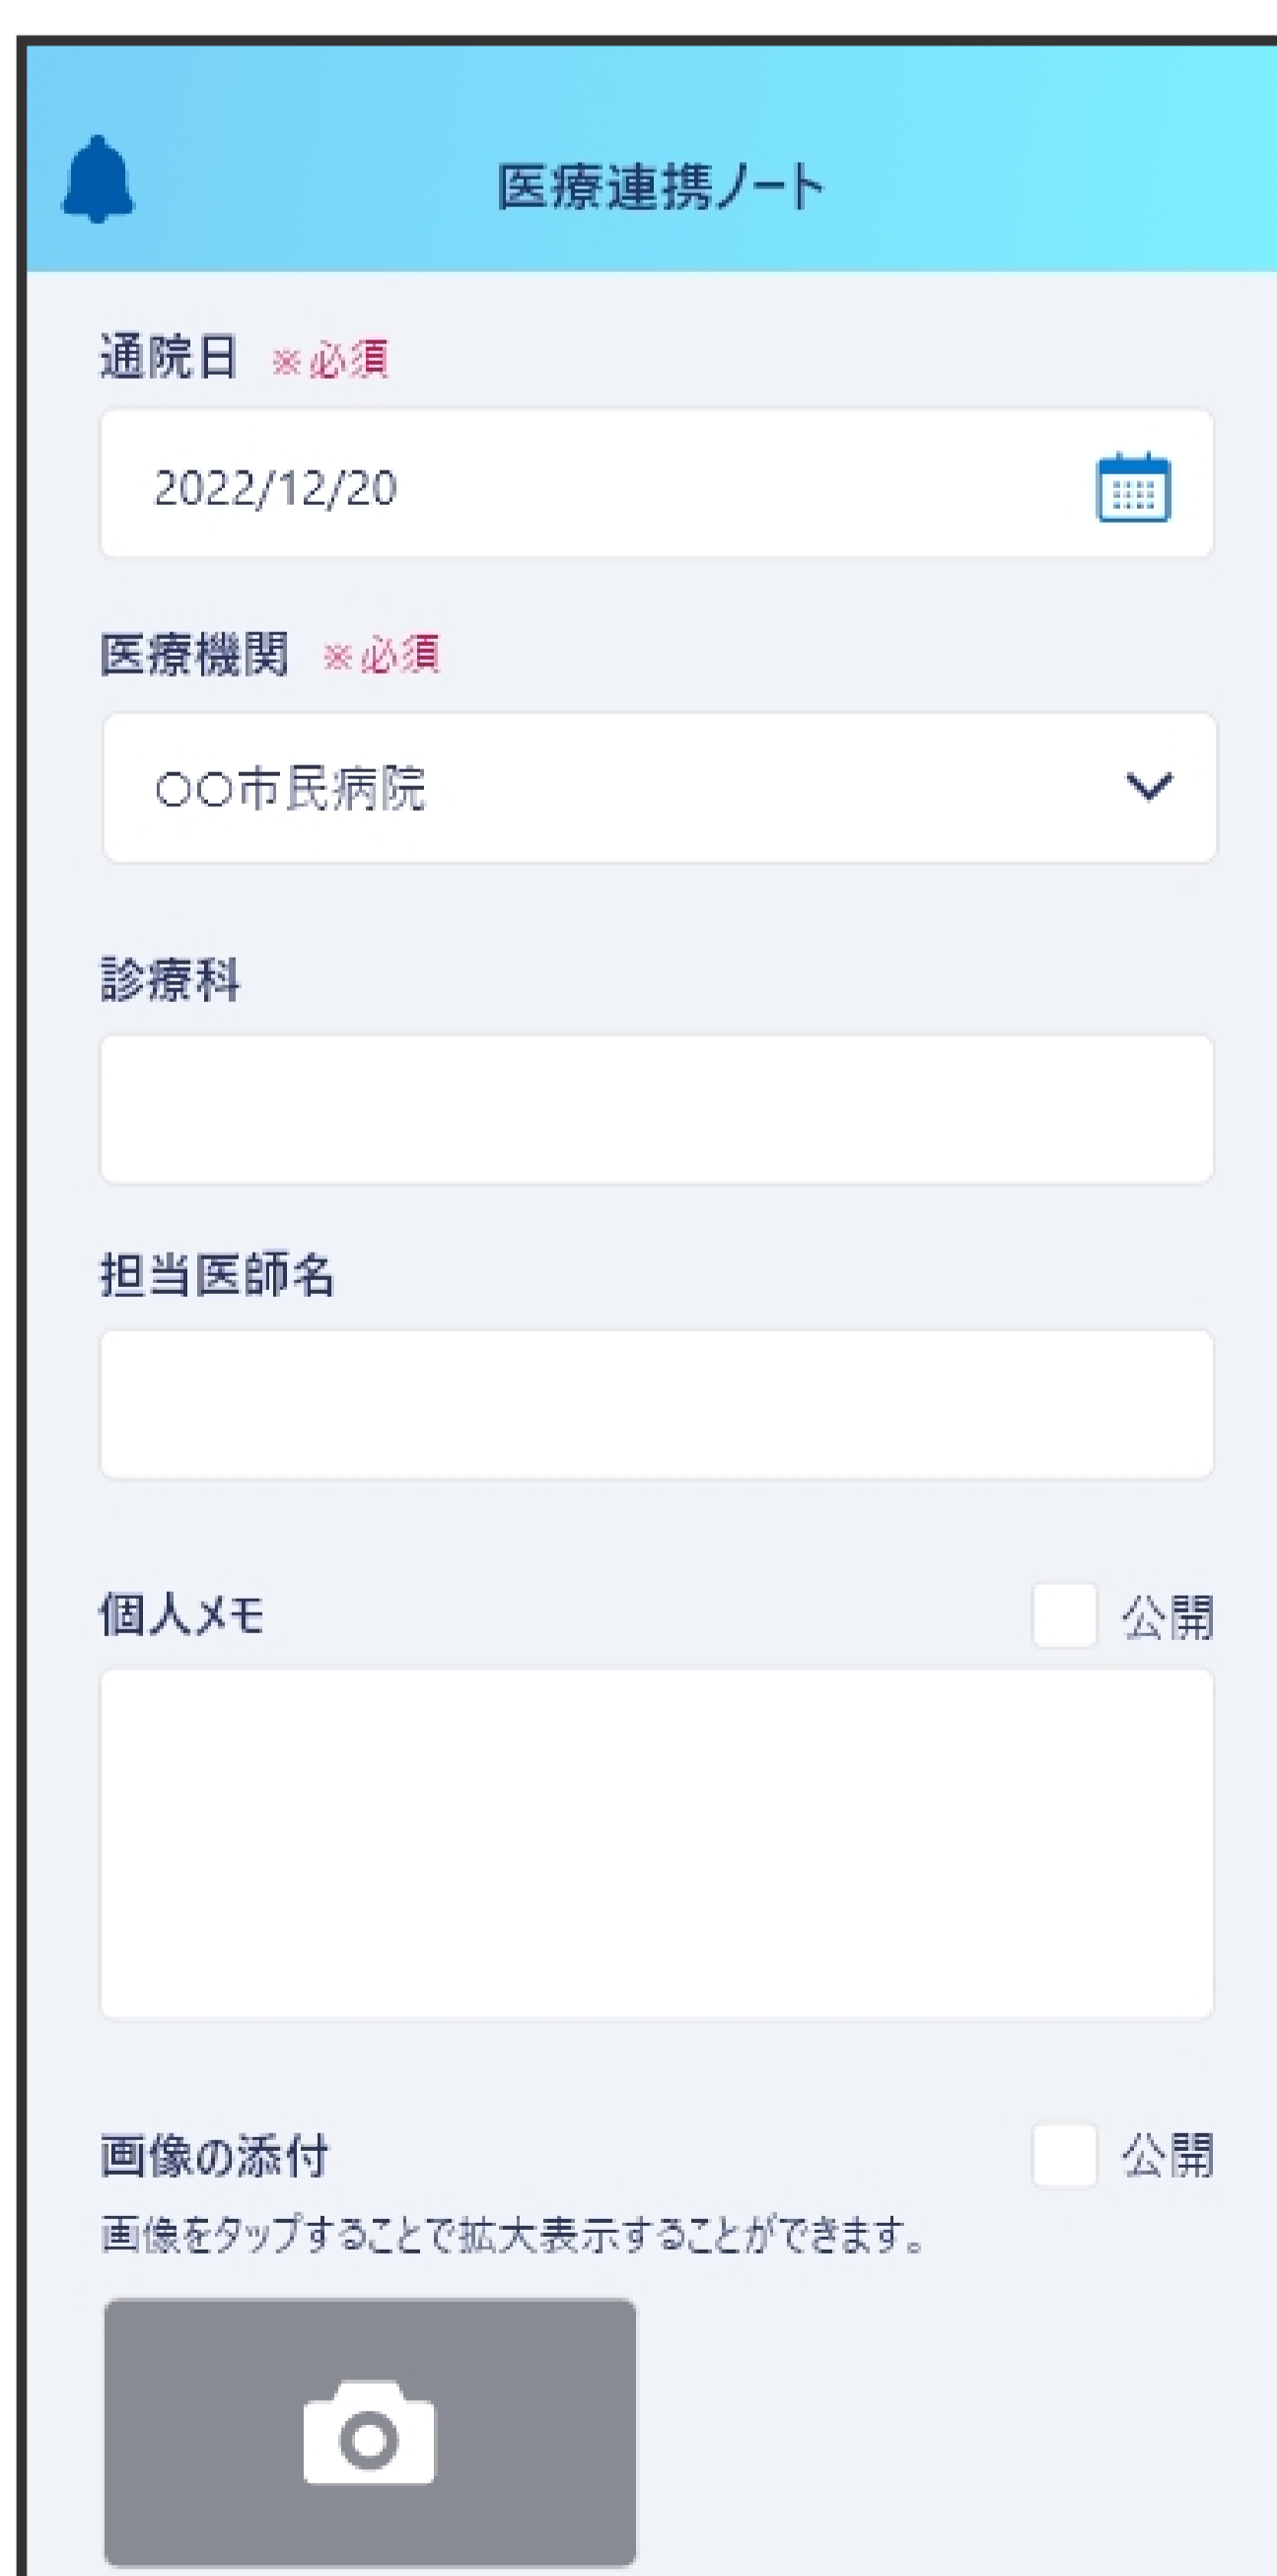 医療連携ノート
通院日 ※必須
2022/12/20
医療機関 ※必須
○○市民病院
診療科
担当医師名
個人メモ 公開
画像の添付 公開
画像をタップすることで拡大表示することができます。